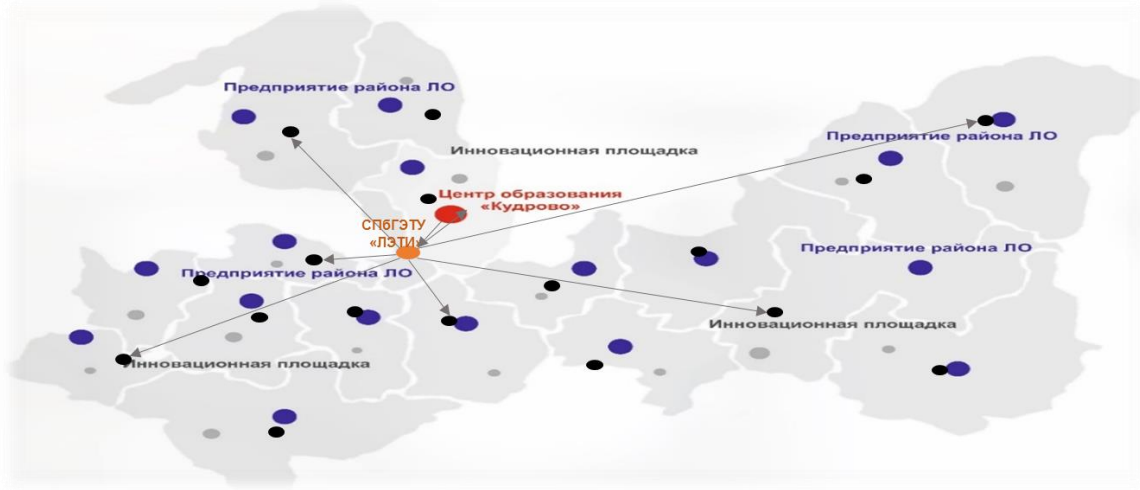 Предприятие района ЛО
Предприятие района ЛО
Инновационная площадка
Центр образования
«Кудрово»
СПбГЭТУ
«ЛЭТИ»
Предприятие района ЛО
Предприятие района ЛО
Инновационная площадка
Инновационная площадка